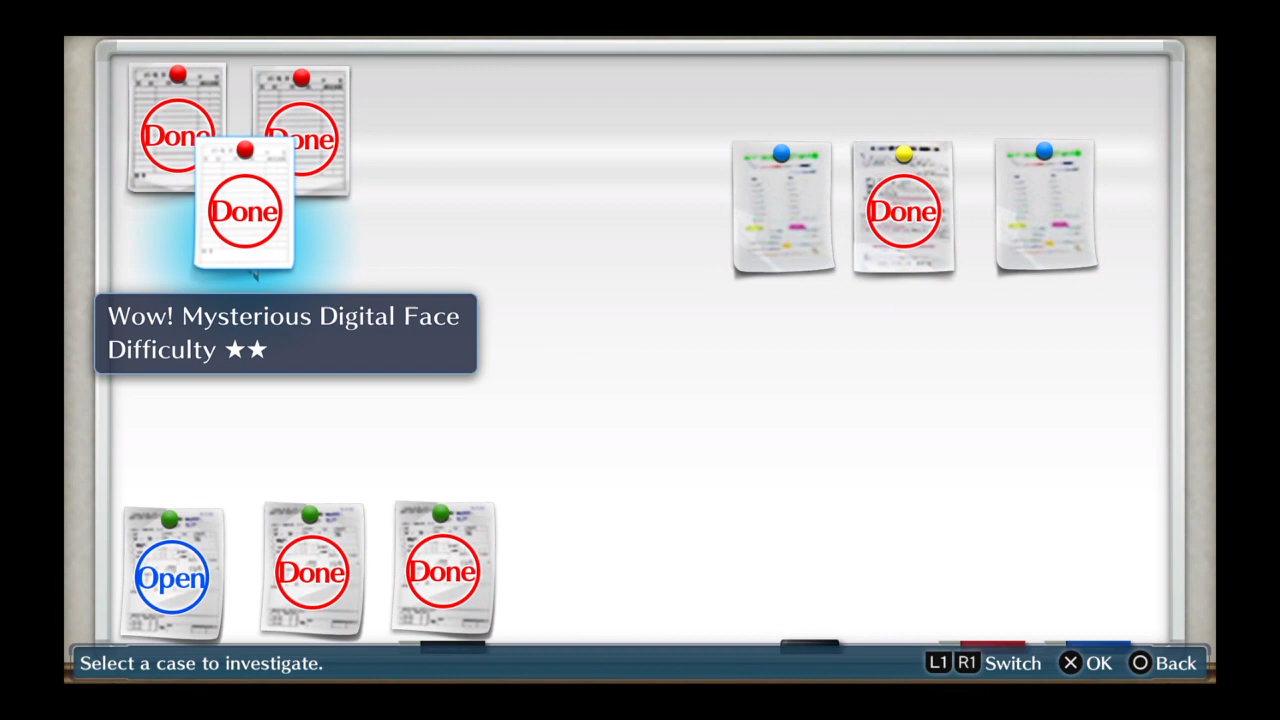 Done
Done
Done
Done
Wow! Mysterious Digital Face
Difficulty ★★
Open
Done
Done
Select a case to investigate.
L1 R1 Switch X OK O Back